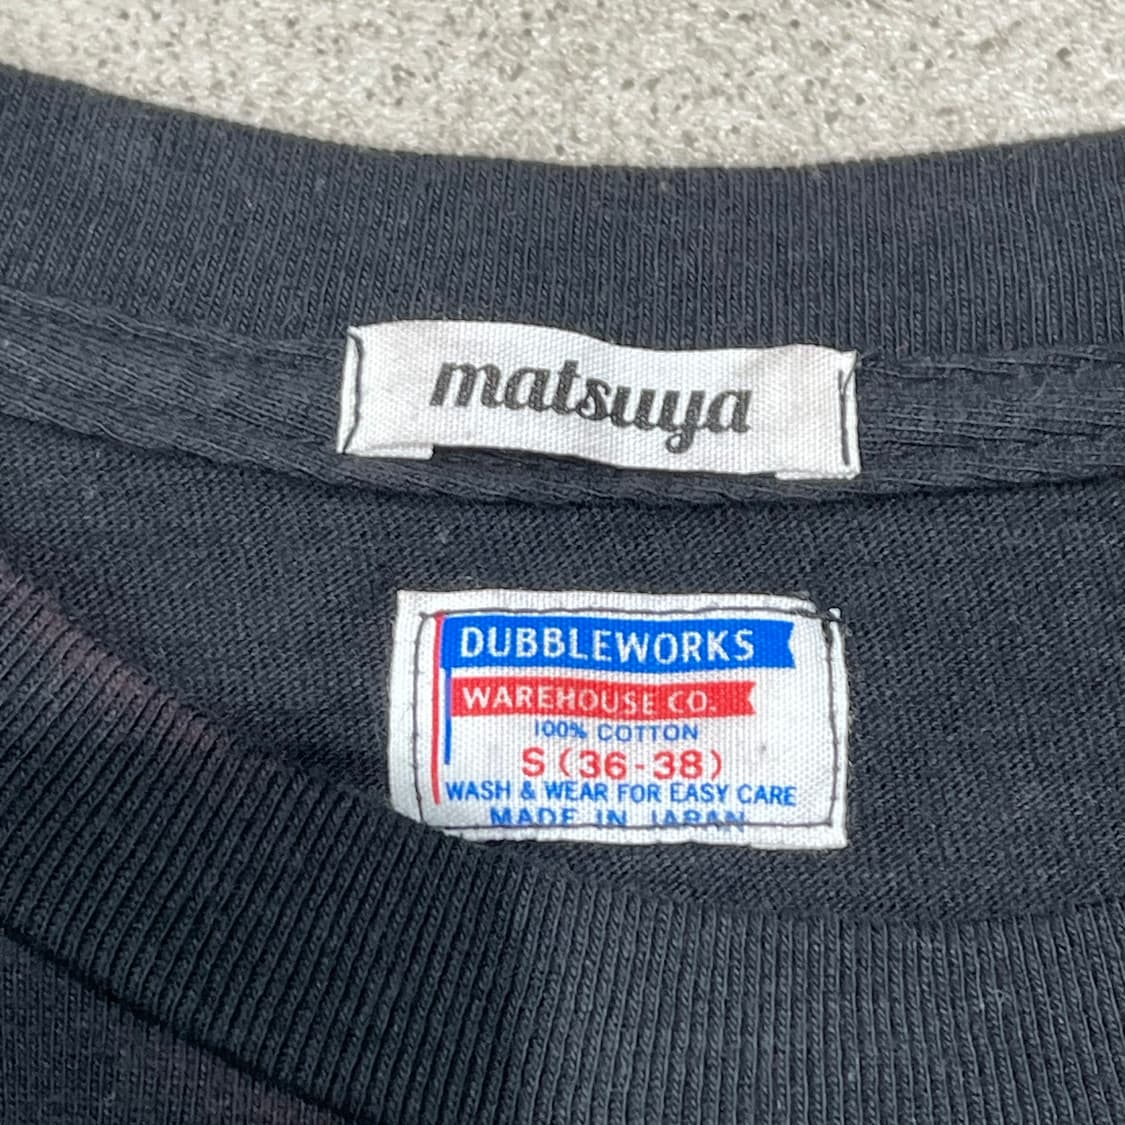 matsuya
DUBBLEWORKS
WAREHOUSE CO.
100% COTTON
S (36-38)
WASH & WEAR FOR EASY CARE
MADE IN JAPAN